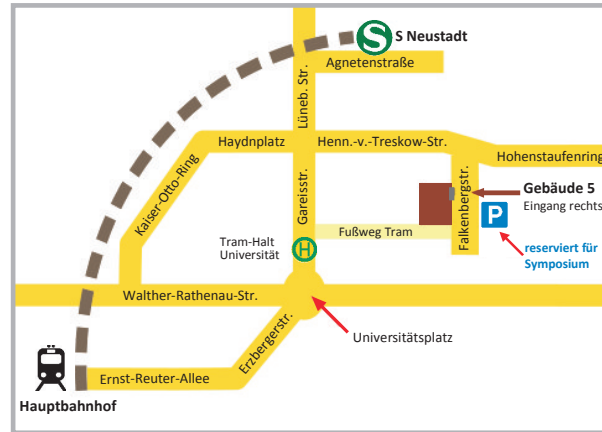 S
S Neustadt
Agnetenstraße
Lüneb. Str.
Haydnplatz
Henn.-v.-Treskow-Str.
Hohenstaufenring
Kaiser-Otto-Ring
Gareisstr.
Falkenbergstr.
Gebäude 5
Eingang rechts
P
Fußweg Tram
Tram-Halt
Universität
H
reserviert für
Symposium
Walther-Rathenau-Str.
Erzbergerstr.
Universitätsplatz
Ernst-Reuter-Allee
Hauptbahnhof